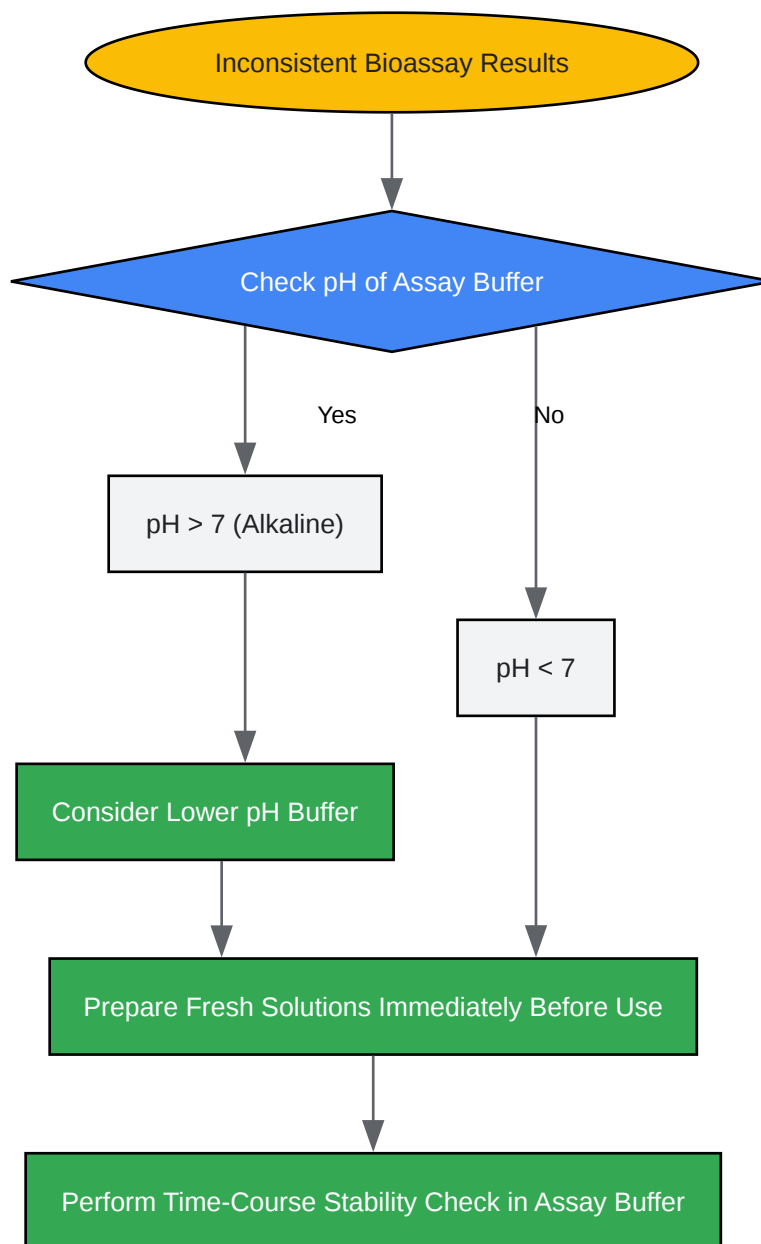 Inconsistent Bioassay Results
Check pH of Assay Buffer
Yes
No
pH > 7 (Alkaline)
pH < 7
Consider Lower pH Buffer
Prepare Fresh Solutions Immediately Before Use
Perform Time-Course Stability Check in Assay Buffer